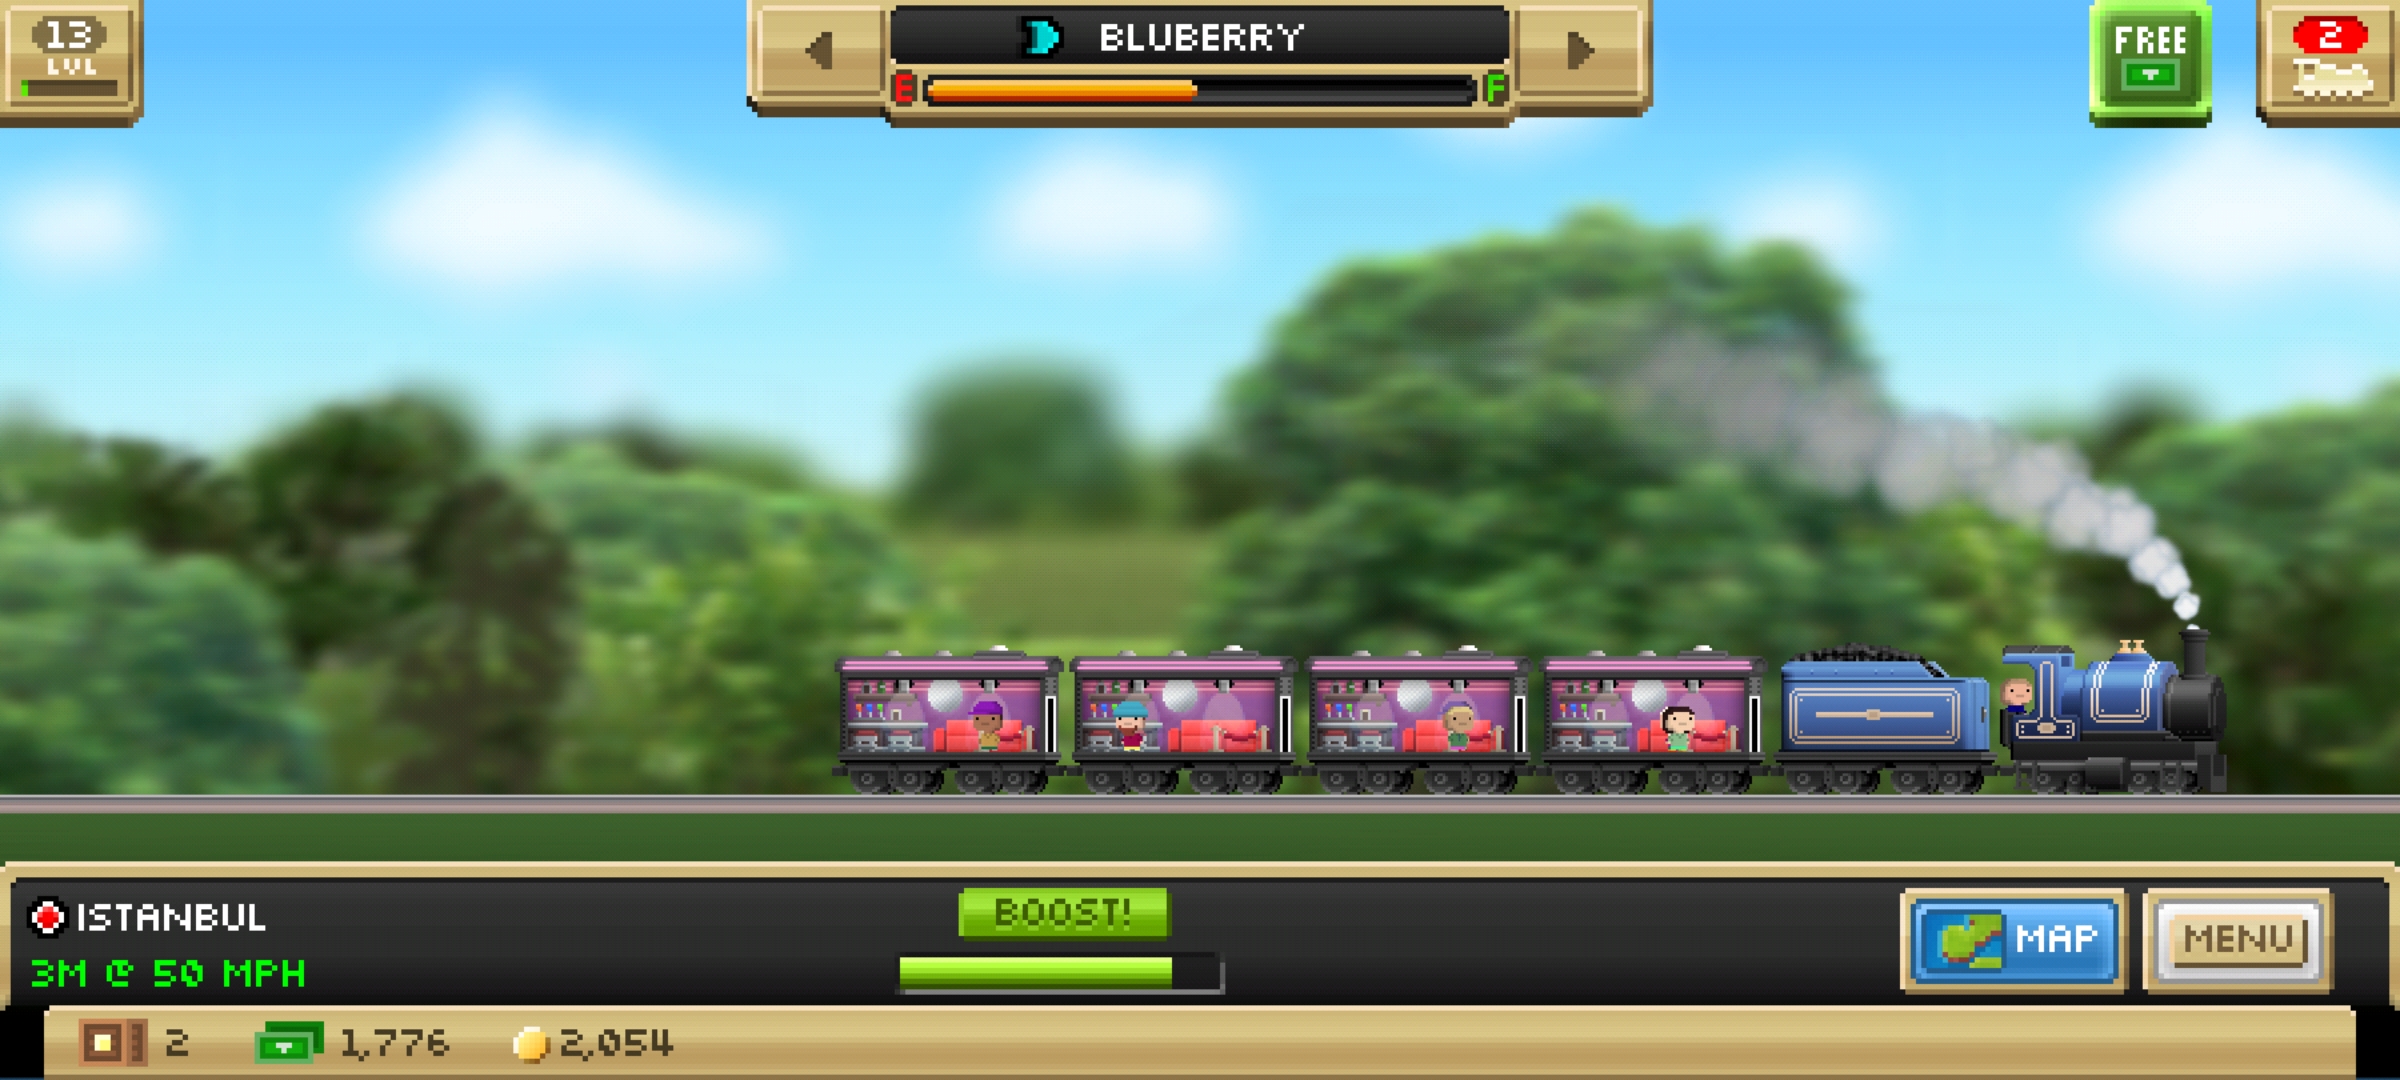 13
LVL
BLUBERRY
E F
FREE
2
ISTANBUL
BOOST!
3M @ 50 MPH
MAP
MENU
2 1,776 2,054